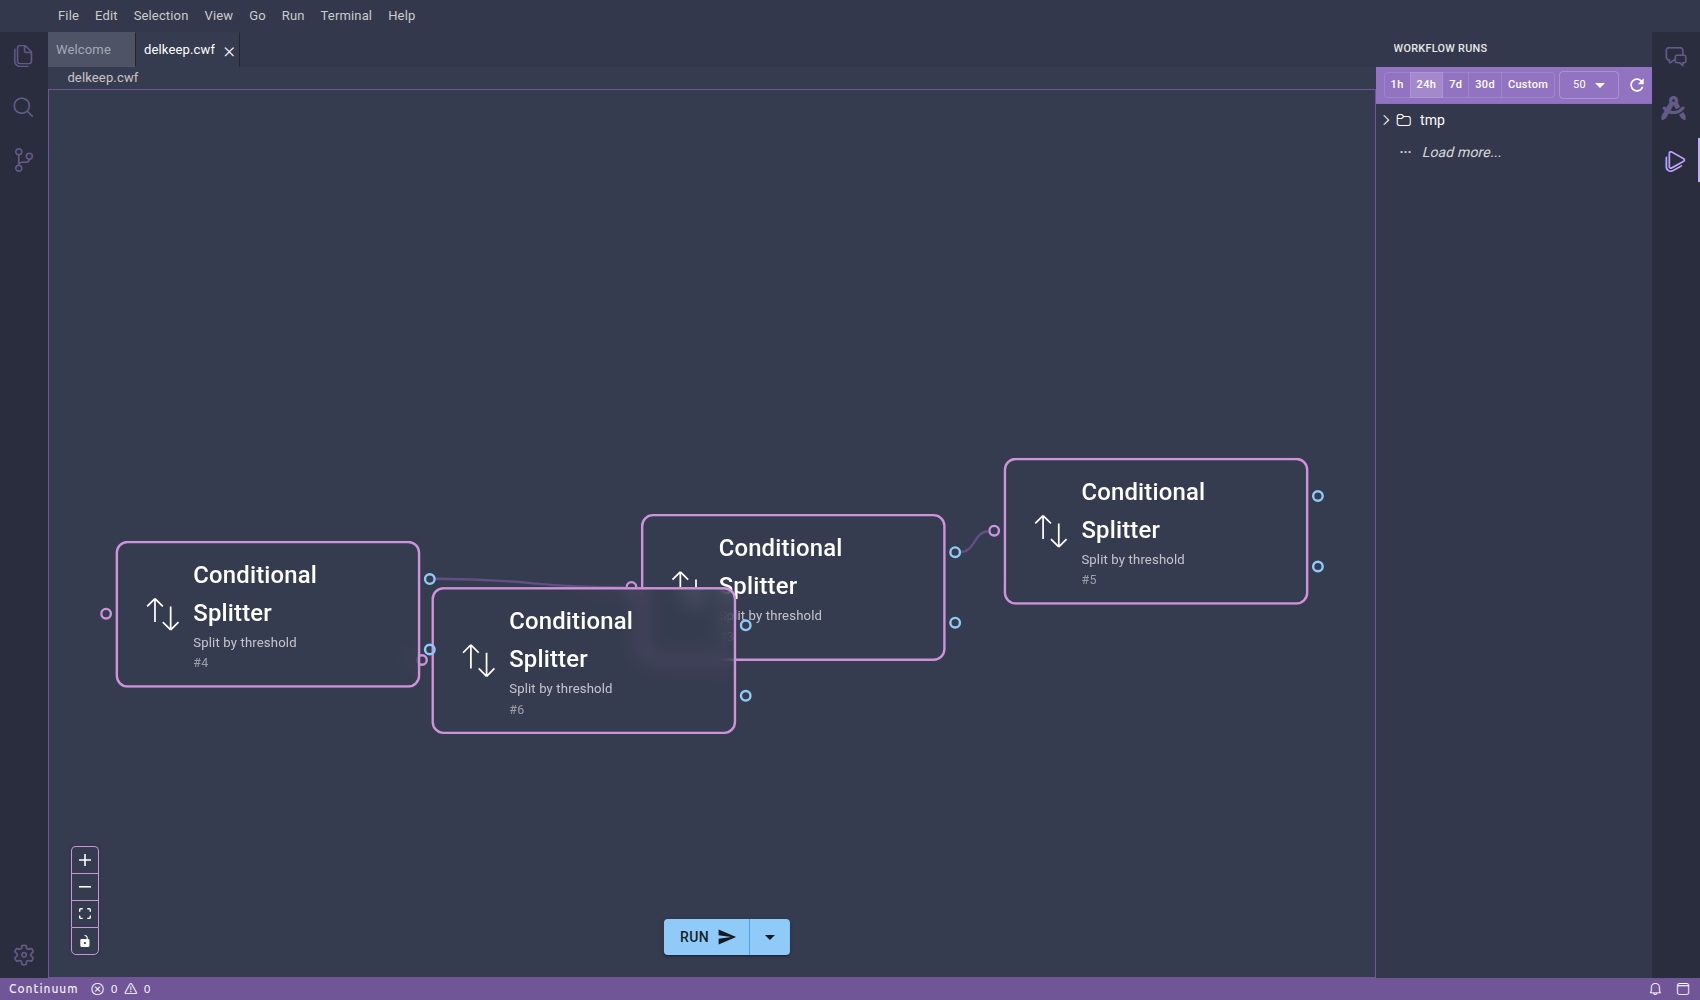 File Edit Selection View Go Run Terminal Help
Welcome
delkeep.cwf
WORKFLOW RUNS
delkeep.cwf
1h 24h 7d 30d Custom 50
tmp
Load more...
Conditional
Splitter
Split by threshold
#4
Conditional
Splitter
Split by threshold
#6
Conditional
Splitter
by threshold
Conditional
Splitter
Split by threshold
#5
RUN
Continuum 0 0